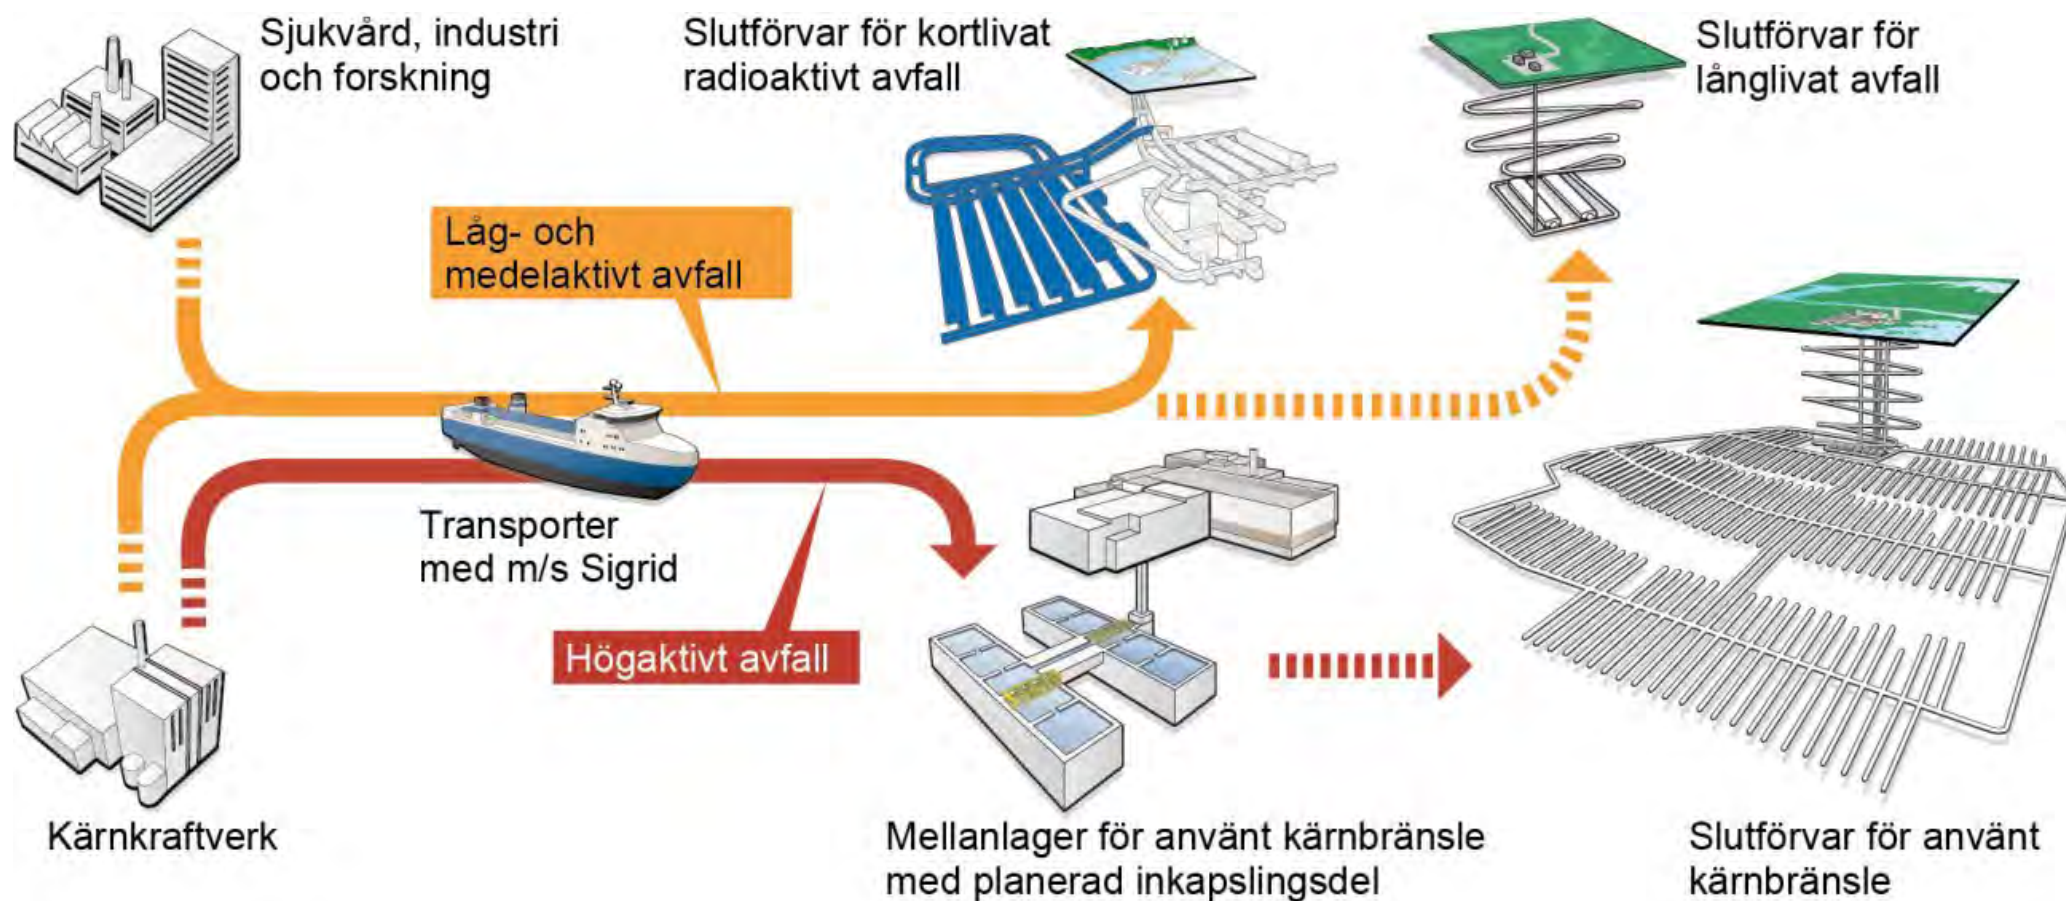 Sjukvård, industri
och forskning
Slutförvar för kortlivat
radioaktivt avfall
Slutförvar för
långlivat avfall
Låg- och
medelaktivt avfall
Transporter
med m/s Sigrid
Högaktivt avfall
Kärnkraftverk
Mellanlager för använt kärnbränsle
med planerad inkapslingsdel
Slutförvar för använt
kärnbränsle